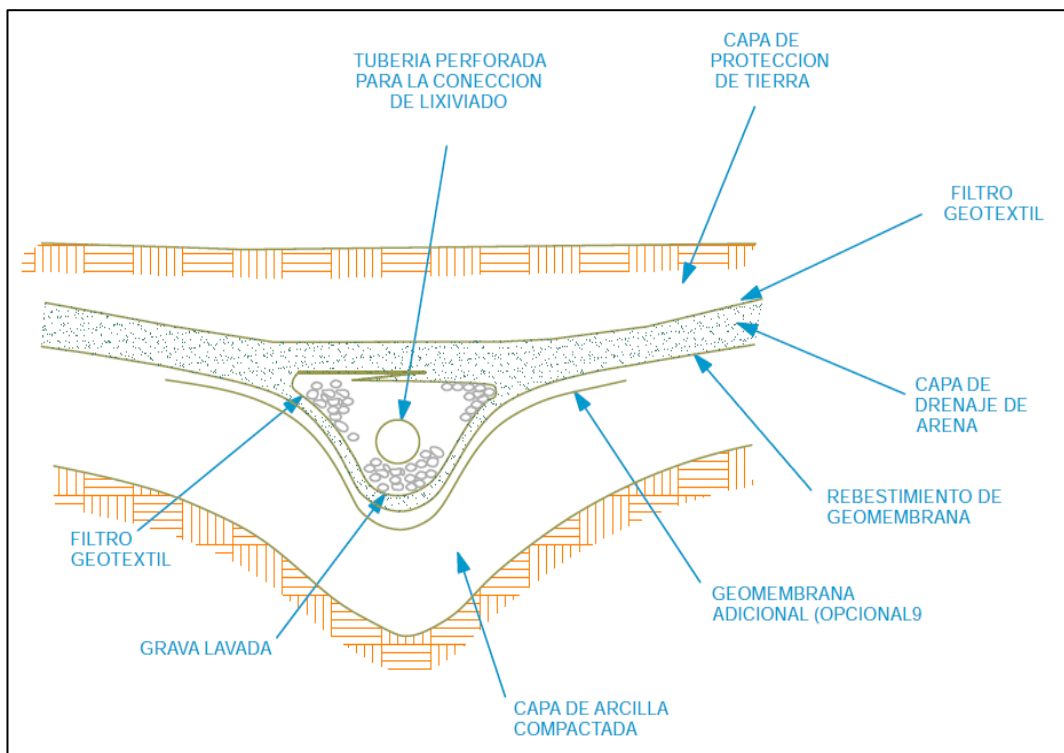 TUBERIA PERFORADA
PARA LA CONECCION
DE LIXIVIADO
CAPA DE
PROTECCION
DE TIERRA
FILTRO
GEOTEXTIL
CAPA DE
DRENAJE DE
ARENA
REBESTIMIENTO DE
GEOMEMBRANA
FILTRO
GEOTEXTIL
GEOMEMBRANA
ADICIONAL (OPCIONAL9
GRAVA LAVADA
CAPA DE ARCILLA
COMPACTADA